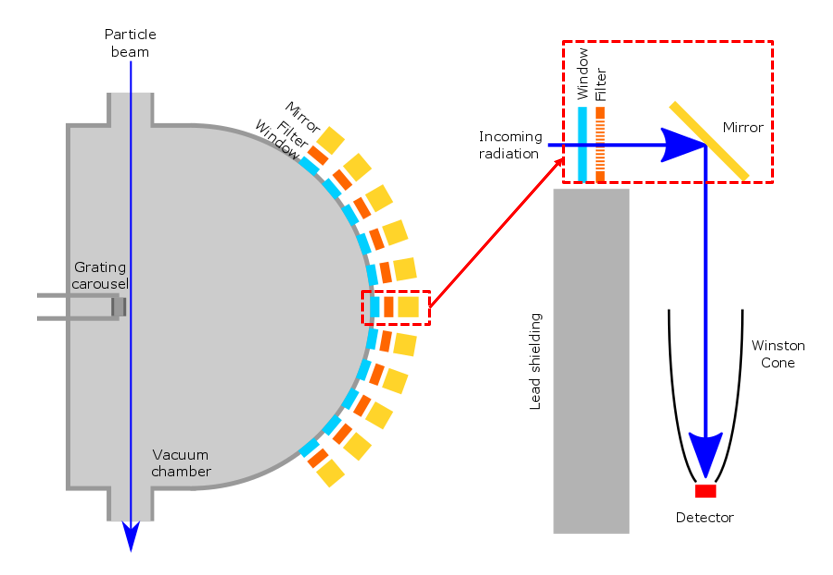 Particle
beam
Mirror
Filter
Window
Grating
carousel
Vacuum
chamber
Window
Filter
Incoming
radiation
Mirror
Lead shielding
Winston
Cone
Detector